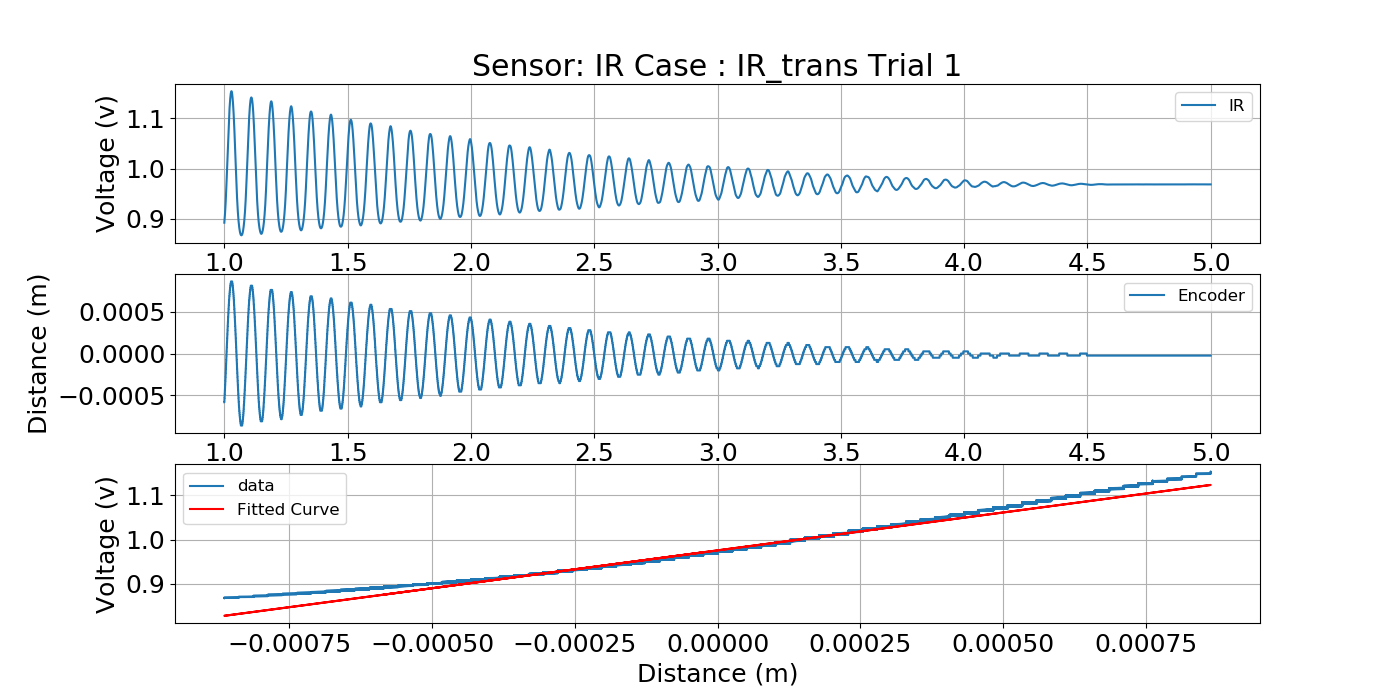 Sensor: IR Case : IR_trans Trial 1
Voltage (v)
1.1
1.0
0.9
IR
1.0 1.5 2.0 2.5 3.0 3.5 4.0 4.5 5.0
Distance (m)
0.0005
0.0000
−0.0005
Encoder
1.0 1.5 2.0 2.5 3.0 3.5 4.0 4.5 5.0
Voltage (v)
1.1
1.0
0.9
data
Fitted Curve
−0.00075 −0.00050 −0.00025 0.00000 0.00025 0.00050 0.00075
Distance (m)